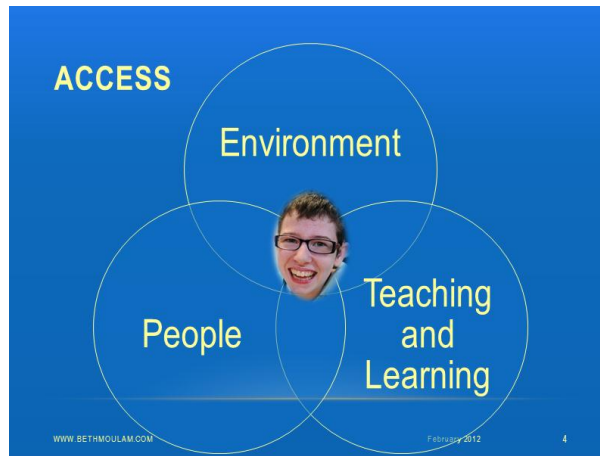 ACCESS
Environment
People
Teaching
and
Learning
WWW.BETHMOULAM.COM
February 2012
4